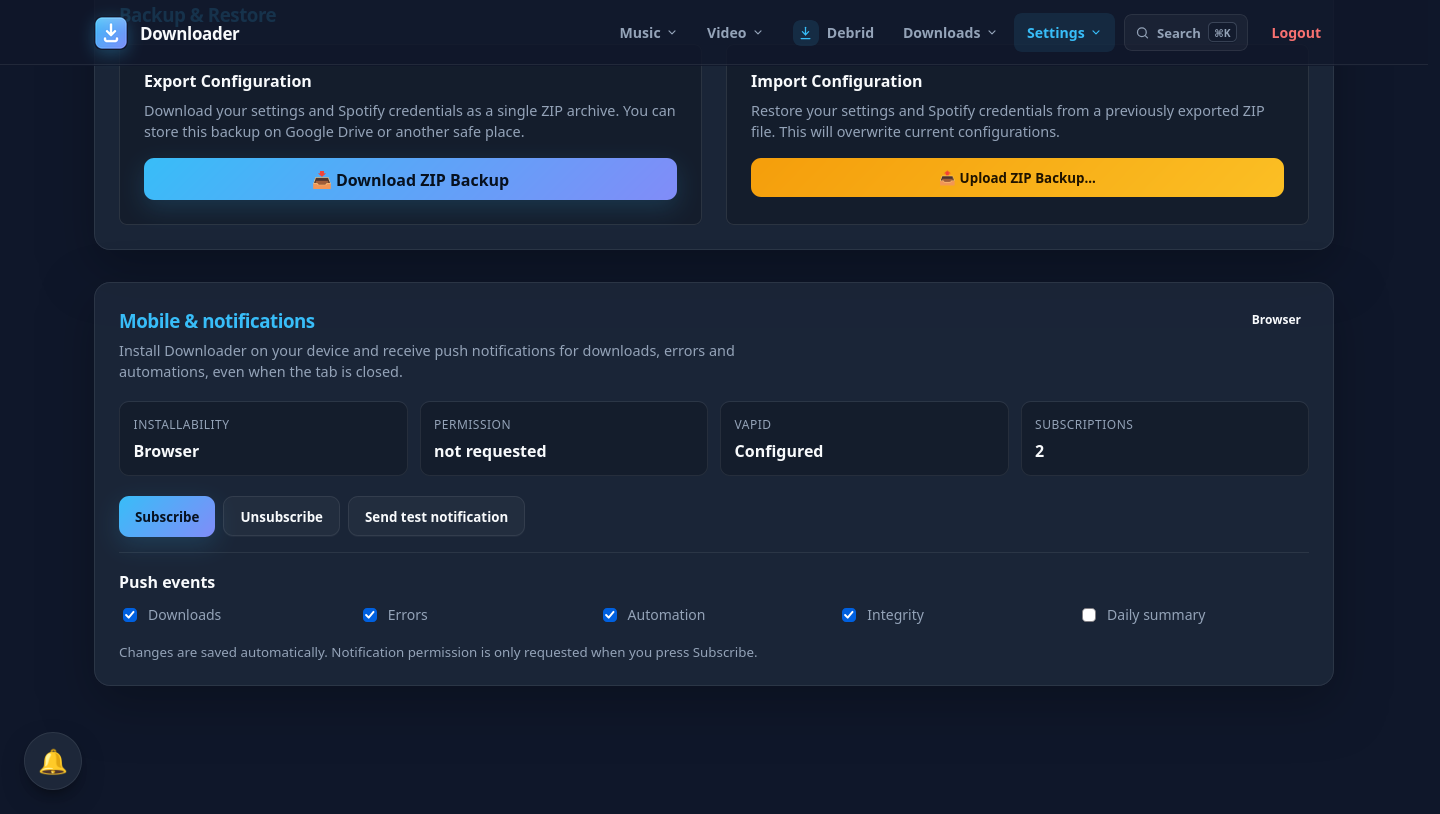 Backup & Restore
Downloader
Music
Video
Debrid
Downloads
Settings
Search ⌘K
Logout
Export Configuration
Download your settings and Spotify credentials as a single ZIP archive. You can
store this backup on Google Drive or another safe place.
📥 Download ZIP Backup
Import Configuration
Restore your settings and Spotify credentials from a previously exported ZIP
file. This will overwrite current configurations.
📤 Upload ZIP Backup...
Mobile & notifications
Browser
Install Downloader on your device and receive push notifications for downloads, errors and
automations, even when the tab is closed.
INSTALLABILITY
Browser
PERMISSION
not requested
VAPID
Configured
SUBSCRIPTIONS
2
Subscribe
Unsubscribe
Send test notification
Push events
Downloads
Errors
Automation
Integrity
Daily summary
Changes are saved automatically. Notification permission is only requested when you press Subscribe.